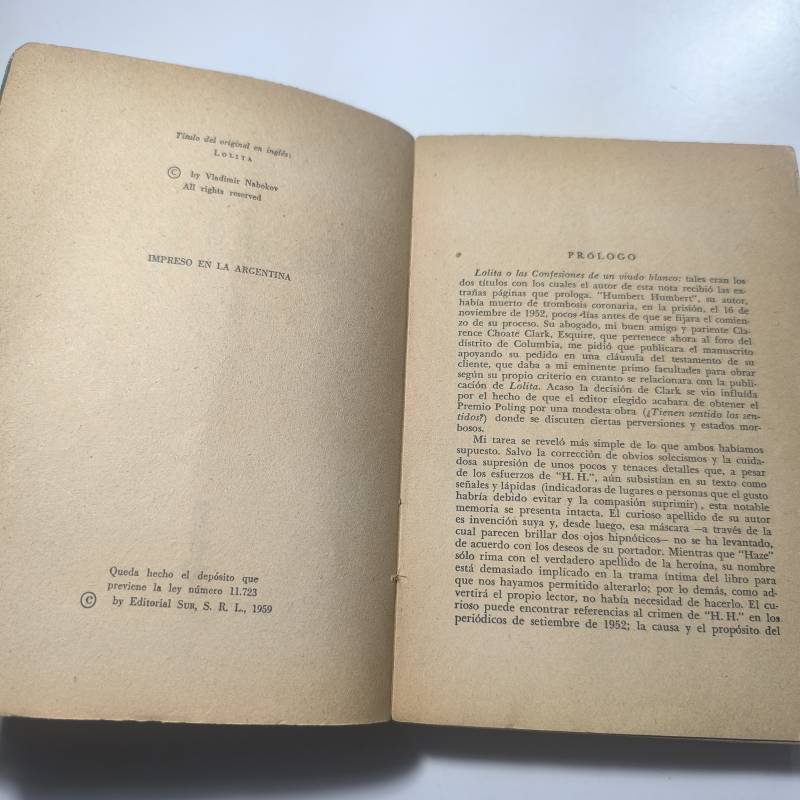 Título del original en inglés:
LOLITA
© by Vladimir Nabokov
All rights reserved
IMPRESO EN LA ARGENTINA
Queda hecho el depósito que
previene la ley número 11.723
© by Editorial SUR, S. R. L., 1959
PRÓLOGO
Lolita o las Confesiones de un viudo blanco: tales eran los
dos títulos con los cuales el autor de esta nota recibió las ex-
trañas páginas que prologa. "Humbert Humbert", su autor,
había muerto de trombosis coronaria, en la prisión, el 16 de
noviembre de 1952, pocos días antes de que se fijara el comien-
zo de su proceso. Su abogado, mi buen amigo y pariente Cla-
rence Choate Clark, Esquire, que pertenece ahora al foro del
distrito de Columbia, me pidió que publicara el manuscrito
apoyando su pedido en una cláusula del testamento de su
cliente, que daba a mi eminente primo facultades para obrar
según su propio criterio en cuanto se relacionara con la publi-
cación de Lolita. Acaso la decisión de Clark se vio influída
por el hecho de que el editor elegido acabara de obtener el
Premio Poling por una modesta obra (¿Tienen sentido los sen-
tidos?) donde se discuten ciertas perversiones y estados mor-
bosos.
Mi tarea se reveló más simple de lo que ambos habíamos
supuesto. Salvo la corrección de obvios solecismos y la cuida-
dosa supresión de unos pocos y tenaces detalles que, a pesar
de los esfuerzos de "H. H.", aún subsistían en su texto como
señales y lápidas (indicadoras de lugares o personas que el gusto
habría debido evitar y la compasión suprimir), esta notable
memoria se presenta intacta. El curioso apellido de su autor
es invención suya y, desde luego, esa máscara —a través de la
cual parecen brillar dos ojos hipnóticos— no se ha levantado,
de acuerdo con los deseos de su portador. Mientras que "Haze"
sólo rima con el verdadero apellido de la heroína, su nombre
está demasiado implicado en la trama íntima del libro para
que nos hayamos permitido alterarlo; por lo demás, como ad-
vertirá el propio lector, no había necesidad de hacerlo. El cu-
rioso puede encontrar referencias al crimen de "H. H." en los
periódicos de setiembre de 1952; la causa y el propósito del